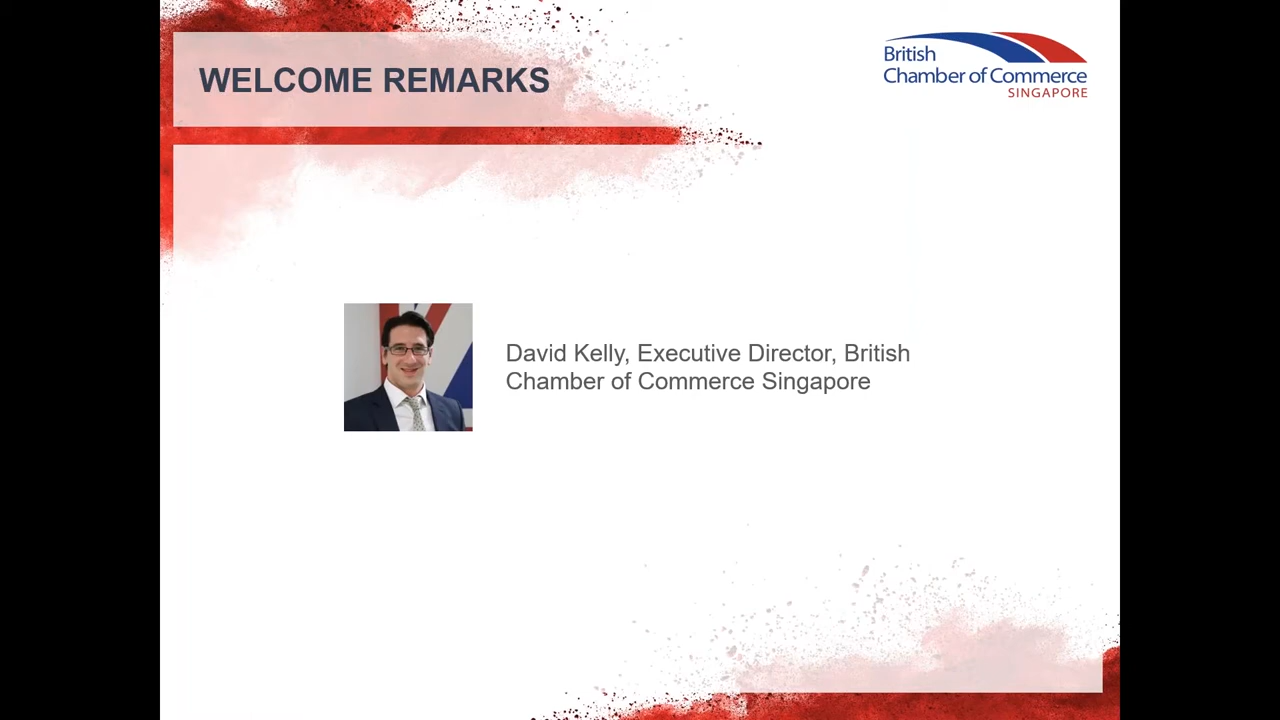 WELCOME REMARKS
British
Chamber of Commerce
SINGAPORE
David Kelly, Executive Director, British
Chamber of Commerce Singapore